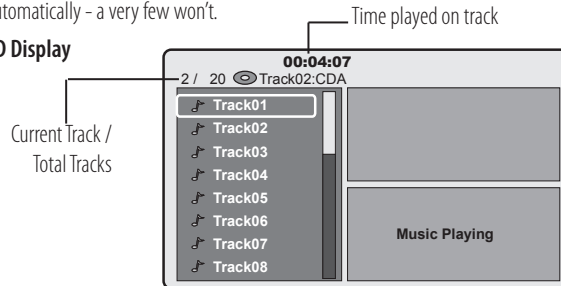 utomatically - a very few won't.
Time played on track
D Display
00:04:07
2 / 20 Track02:CDA
Current Track /
Total Tracks
Track01
Track02
Track03
Track04
Track05
Track06
Track07
Track08
Music Playing